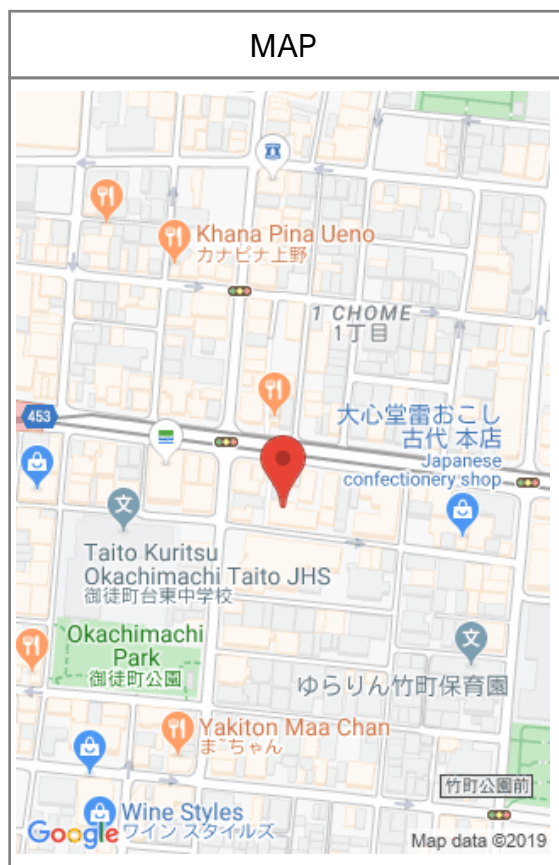 MAP
Khana Pina Ueno
カナピナ上野
1 CHOME
1丁目
453
大心堂雷おこし
古代 本店
Japanese
confectionery shop
文
Taito Kuritsu
Okachimachi Taito JHS
御徒町台東中学校
Okachimachi
Park
御徒町公園
文
ゆらりん竹町保育園
Yakiton Maa Chan
まーちゃん
竹町公園前
Wine Styles
ワイン スタイルズ
Google
Map data ©2019